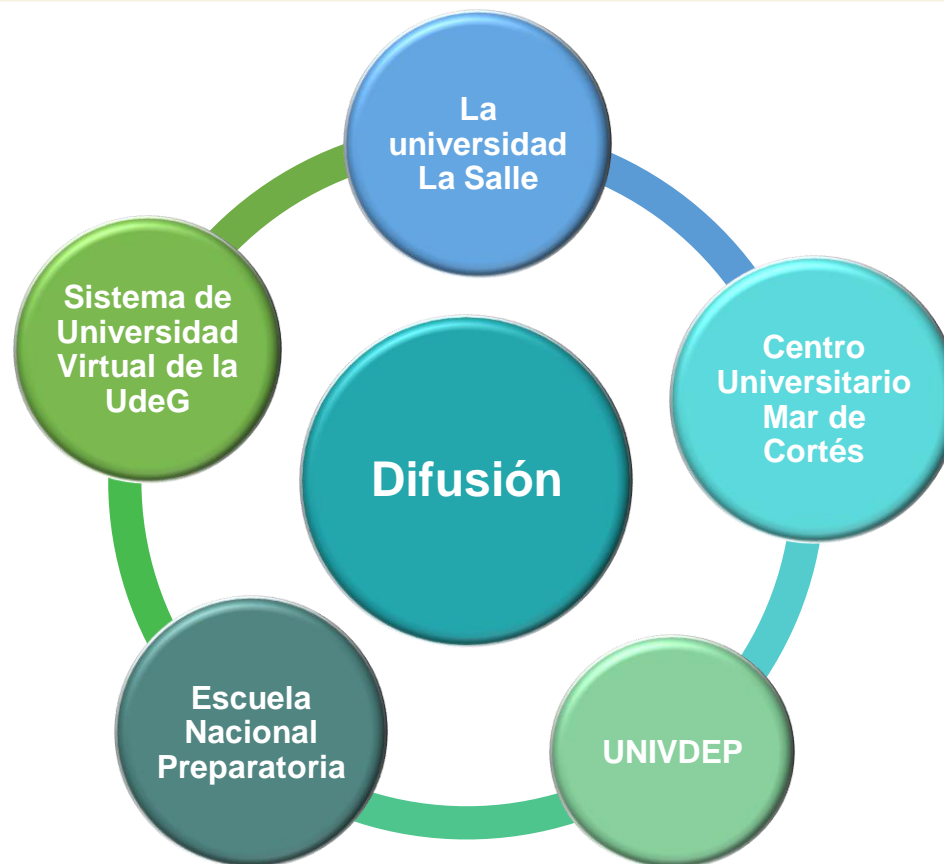 La
universidad
La Salle
Sistema de
Universidad
Virtual de la
UdeG
Centro
Universitario
Mar de
Cortés
Difusión
Escuela
Nacional
Preparatoria
UNIVDEP